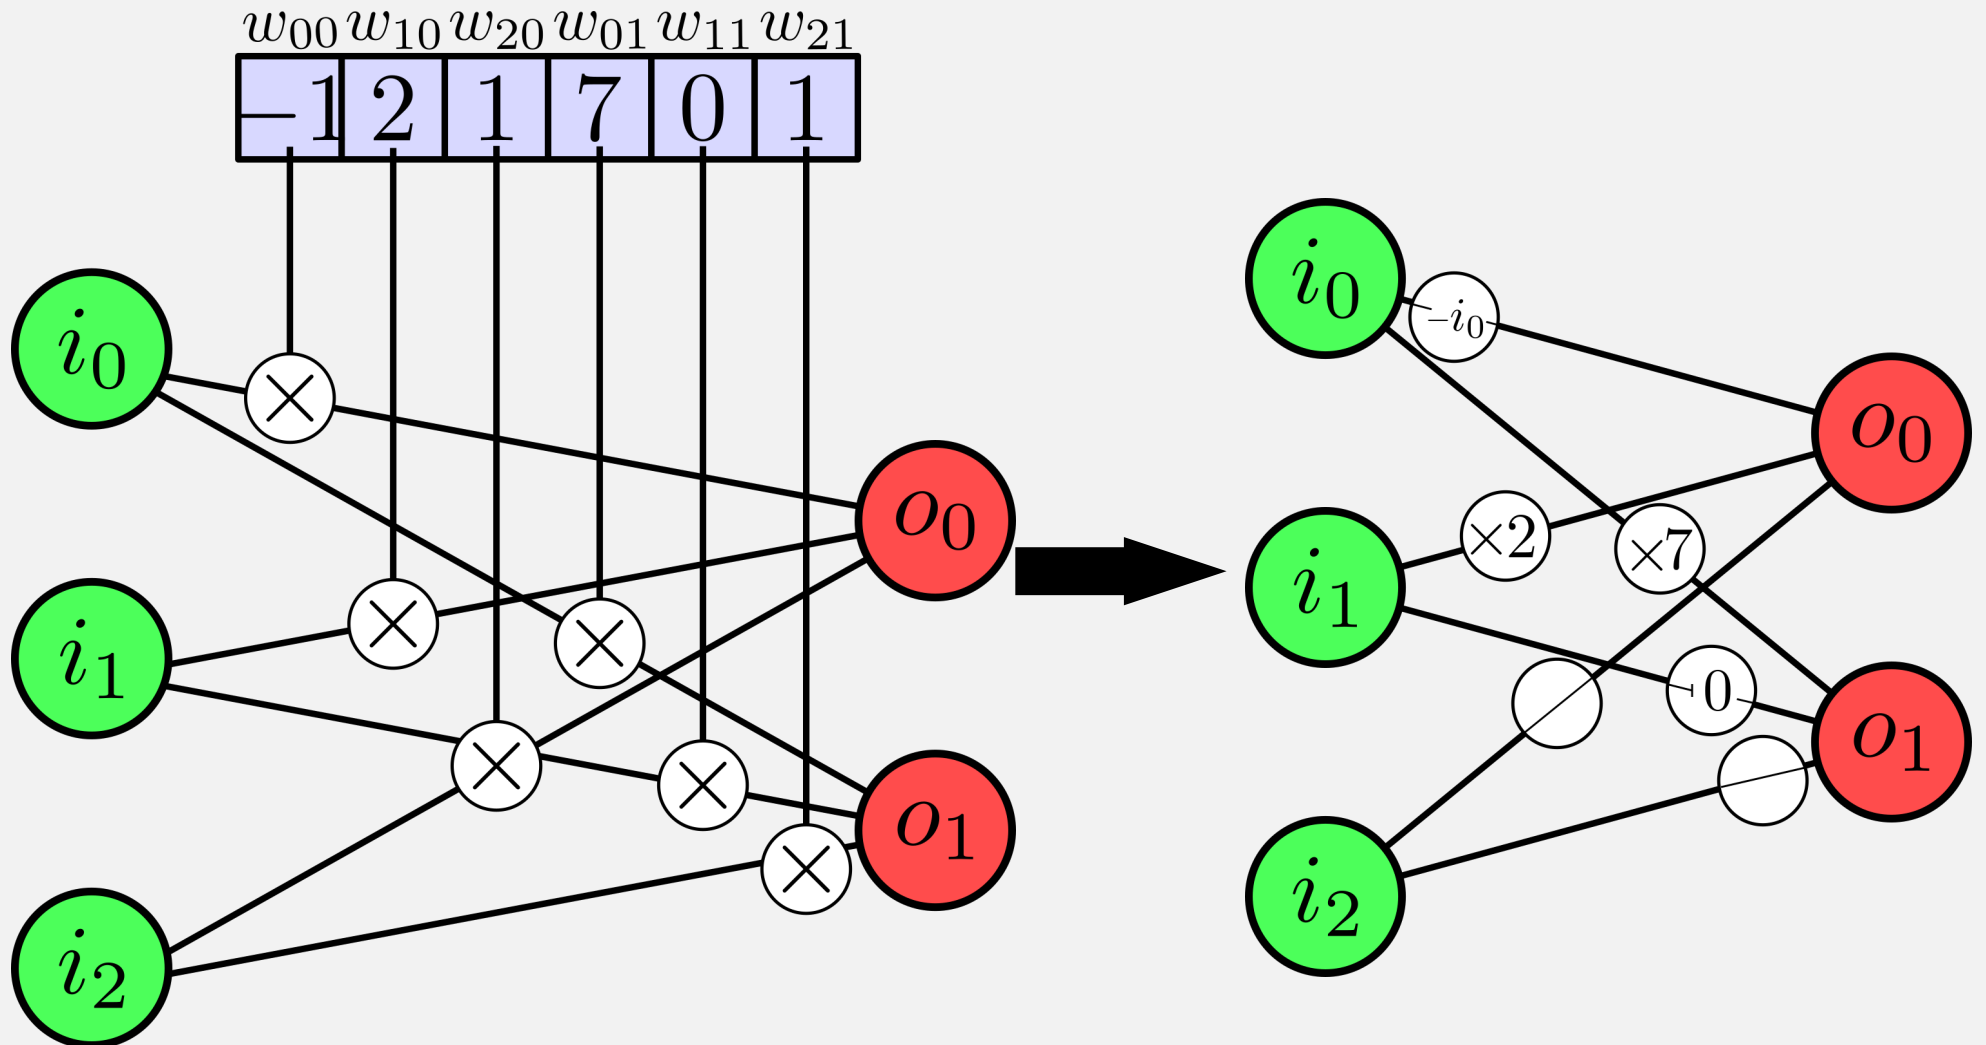 w₀₀ w₁₀ w₂₀ w₀₁ w₁₁ w₂₁
−1 2 1 7 0 1
i₀
× 
i₁
×
×
×
×
×
i₂
o₀
o₁
i₀
−i₀
o₀
×2
×7
i₁
0
o₁
i₂